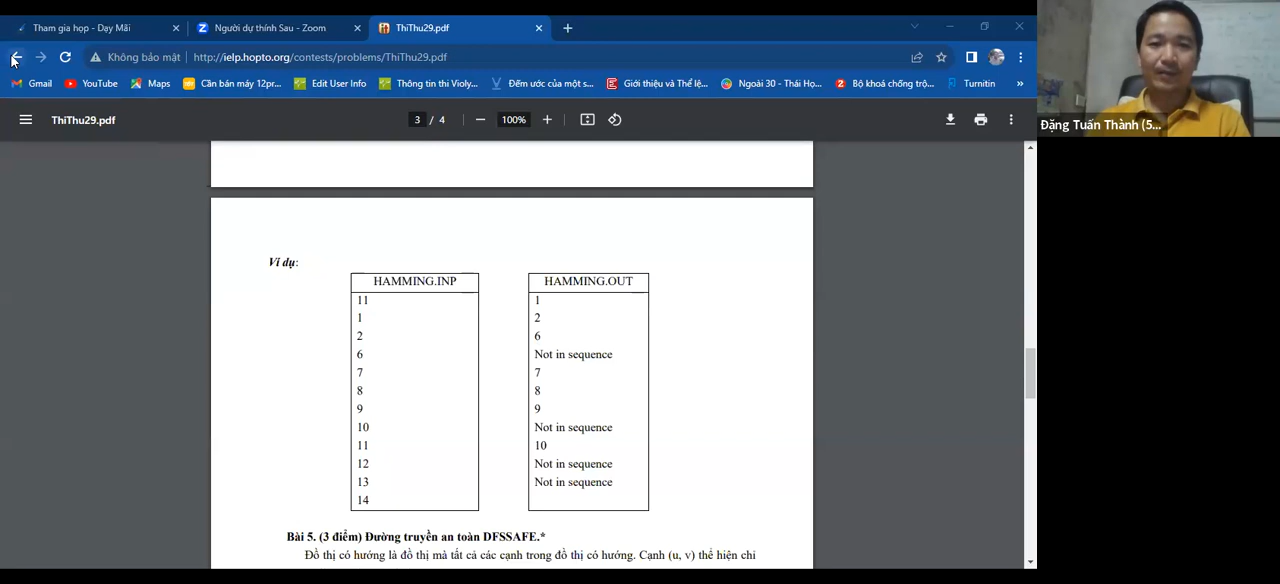 Tham gia họp - Dạy Mãi
Người dự thính Sau - Zoom
ThiThu29.pdf
Không bảo mật
http://ielp.hopto.org/contests/problems/ThiThu29.pdf
Gmail
YouTube
Maps
Cần bán máy 12pr...
Edit User Info
Thông tin thi Violy...
Đếm ước của một s...
Giới thiệu và Thể lệ...
Ngoài 30 - Thái Họ...
Bộ khoá chống trộ...
Turnitin
»
ThiThu29.pdf
3 / 4
100%
Đặng Tuấn Thành (5...
Ví dụ:
HAMMING.INP
11
1
2
6
7
8
9
10
11
12
13
14
HAMMING.OUT
1
2
6
Not in sequence
7
8
9
Not in sequence
10
Not in sequence
Not in sequence
Bài 5. (3 điểm) Đường truyền an toàn DFSSAFE.*
Đồ thị có hướng là đồ thị mà tất cả các cạnh trong đồ thị có hướng. Cạnh (u, v) thể hiện chỉ